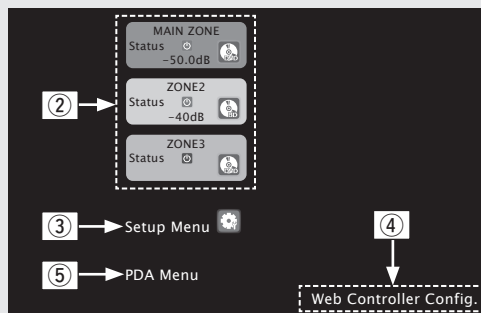 MAIN ZONE
Status
-50.0dB
② ZONE2
Status
-40dB
ZONE3
Status
③ Setup Menu
④
⑤ PDA Menu
Web Controller Config.